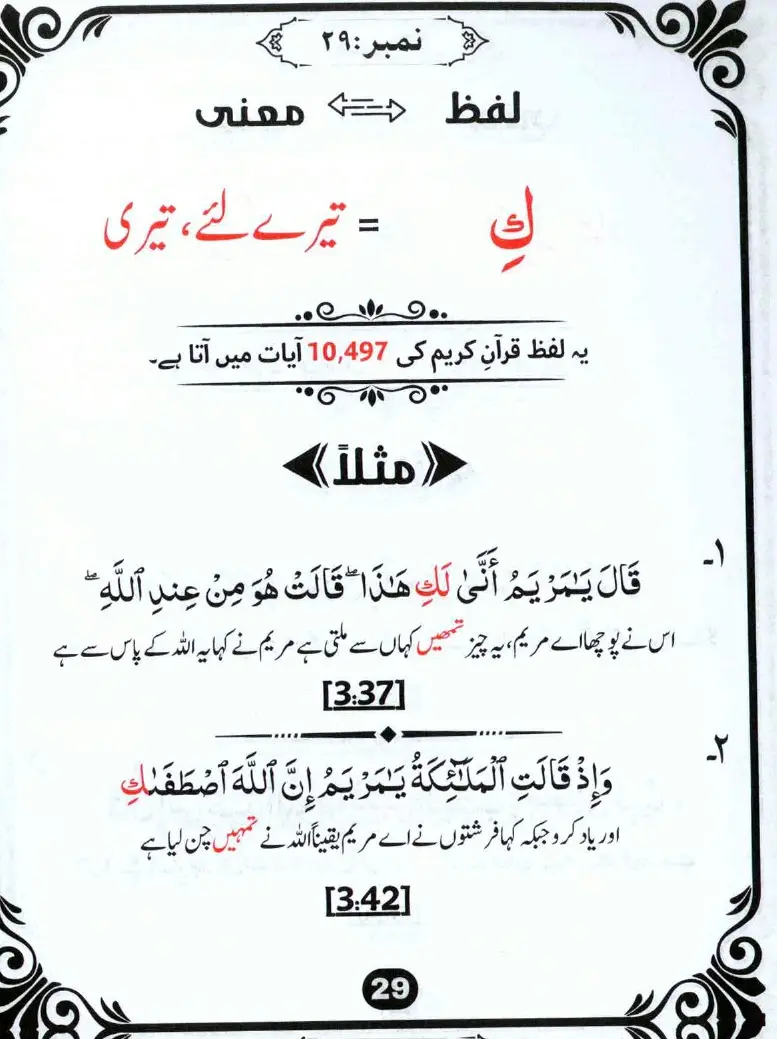 نمبر:۲۹
لفظ ⇐⇒ معنی
كِ = تیرے لئے، تیری
یہ لفظ قرآنِ کریم کی 10,497 آیات میں آتا ہے۔
مثلاً
۱۔
قَالَ يَـٰمَرْيَمُ أَنَّىٰ لَكِ هَـٰذَا ۖ قَالَتْ هُوَ مِنْ عِندِ ٱللَّهِ ۖ
اس نے پوچھا اے مریم، یہ چیز تمھیں کہاں سے ملتی ہے مریم نے کہا یہ اللہ کے پاس سے ہے
[3:37]
۲۔
وَإِذْ قَالَتِ ٱلْمَلَـٰٓئِكَةُ يَـٰمَرْيَمُ إِنَّ ٱللَّهَ ٱصْطَفَىٰكِ
اور یاد کرو جبکہ کہا فرشتوں نے اے مریم یقیناً اللہ نے تمہیں چن لیا ہے
[3:42]
29